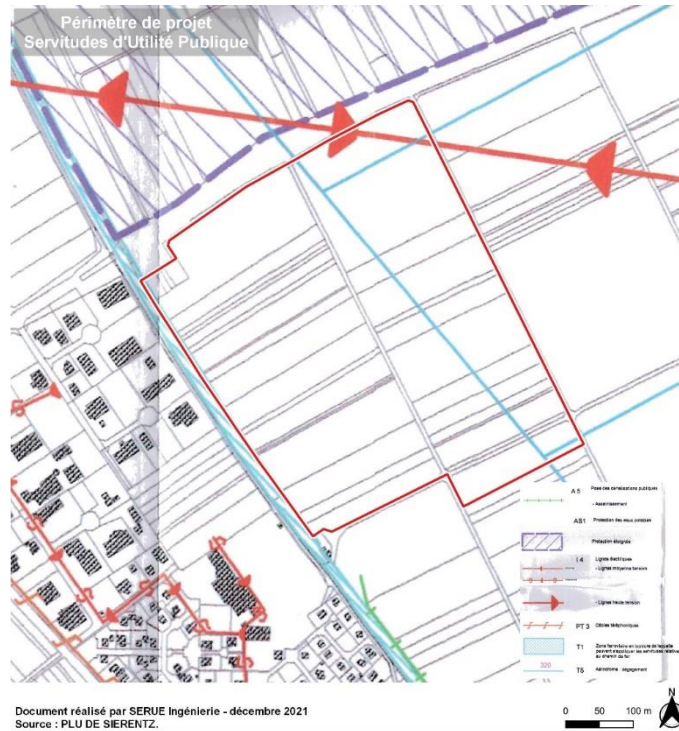 Périmètre de projet
Servitudes d'Utilité Publique
A 5 Pose des canalisations publiques
- Assainissement
AS1 Protection des eaux potables
Protection éloignée
I 4 Lignes électriques
- Lignes moyenne tension
- Lignes haute tension
PT 3 Câbles téléphoniques
T1 Zone ferroviaire en bordure de laquelle
peuvent s'appliquer les servitudes relatives
au chemin de fer
320
T5 Aérodrome - dégagement
N
0 50 100 m
Document réalisé par SERUE Ingénierie - décembre 2021
Source : PLU DE SIERENTZ.